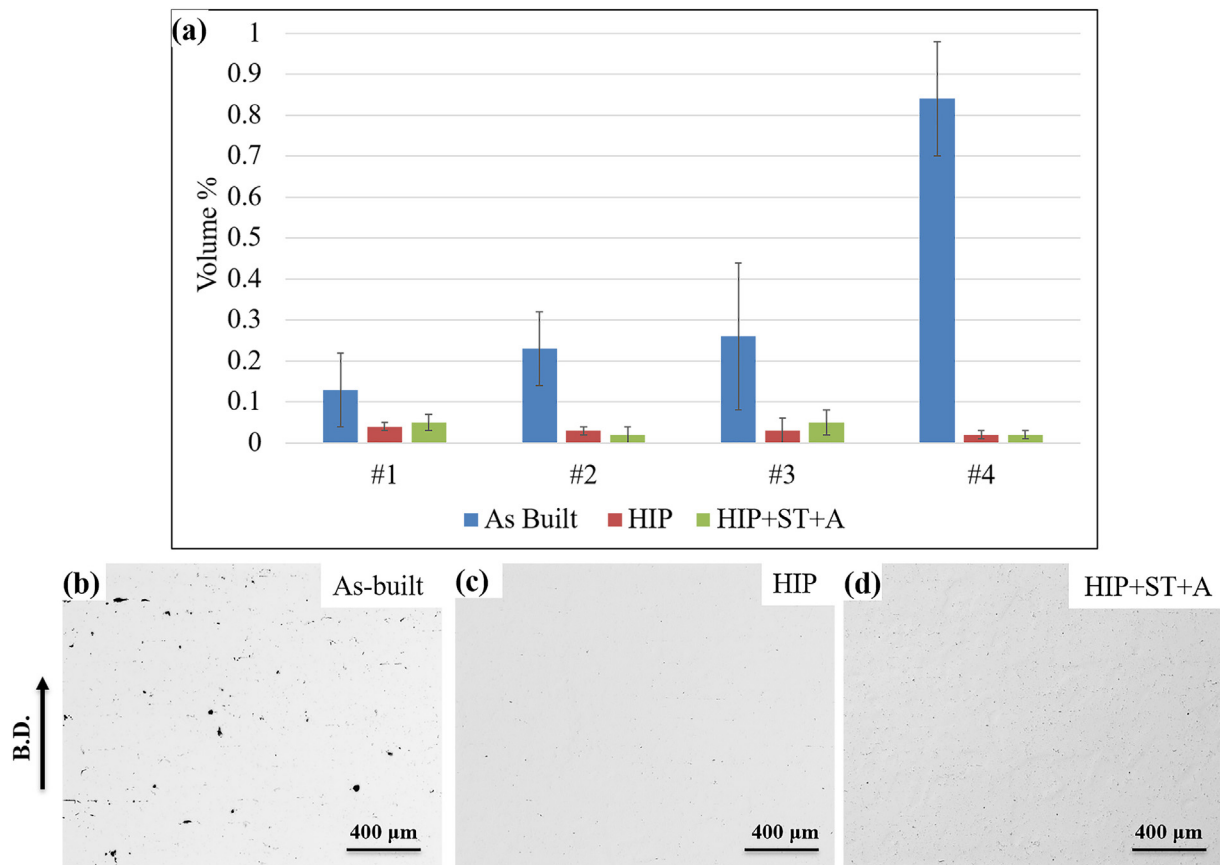 (a)
Volume %
1
0.9
0.8
0.7
0.6
0.5
0.4
0.3
0.2
0.1
0
#1 #2 #3 #4
As Built HIP HIP+ST+A
(b) As-built
(c) HIP
(d) HIP+ST+A
B.D.
400 μm
400 μm
400 μm